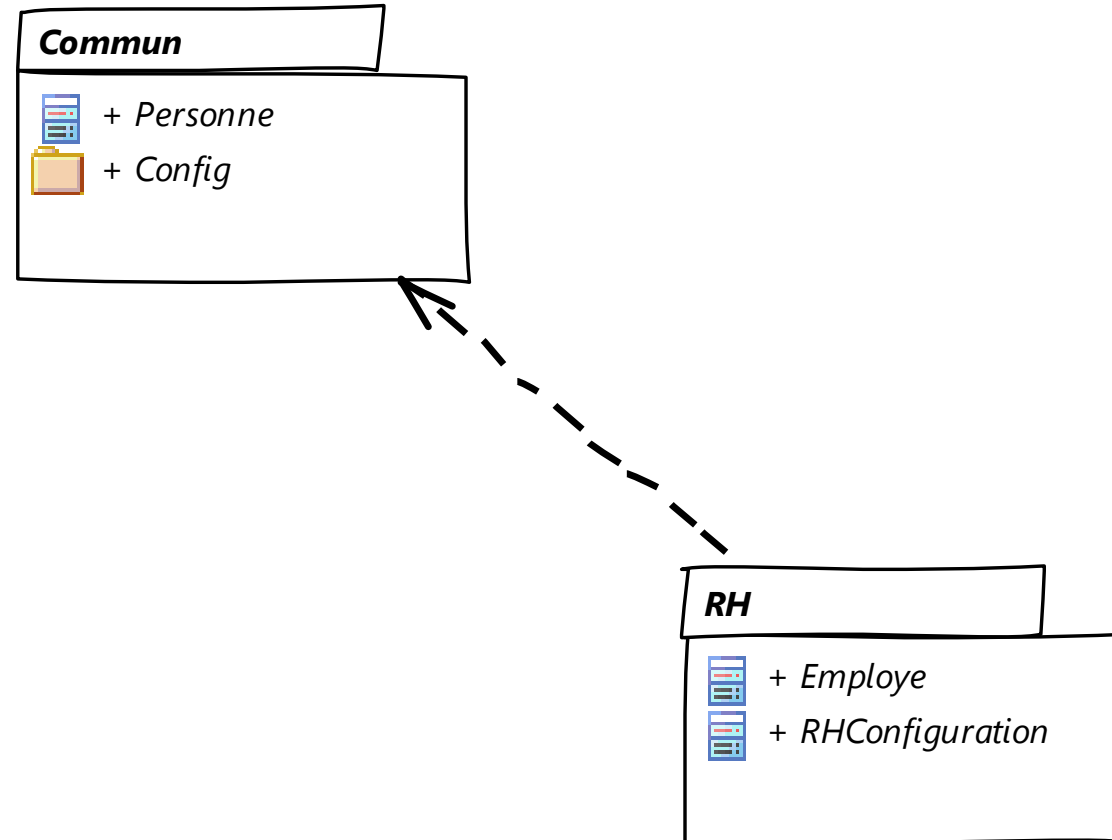 Commun
+ Personne
+ Config
RH
+ Employe
+ RHConfiguration